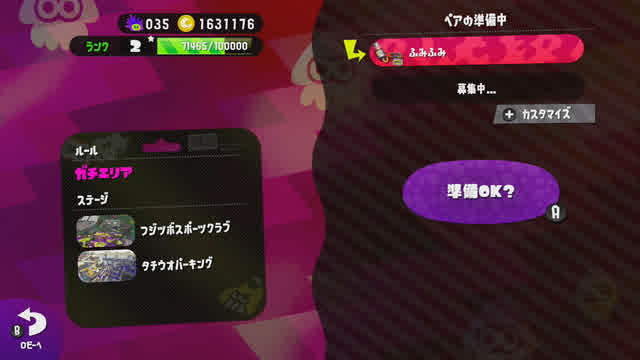 035 1631176
ランク 2 71465/100000
ルール
ガチエリア
ステージ
フジツボスポーツクラブ
タチウオパーキング
B
ロビーへ
ペアの準備中
ふみふみ
募集中...
+ カスタマイズ
準備OK?
A